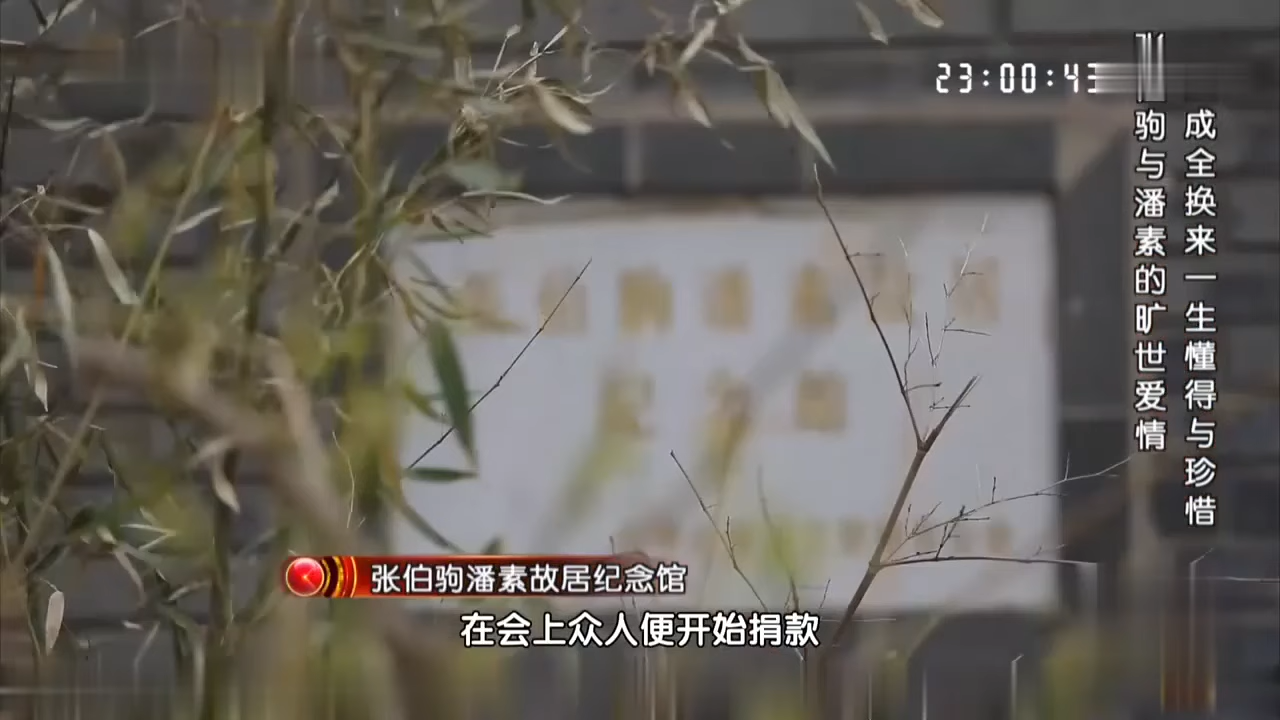 23:00:43
成全换来一生懂得与珍惜
驹与潘素的旷世爱情
张伯驹潘素故居纪念馆
在会上众人便开始捐款